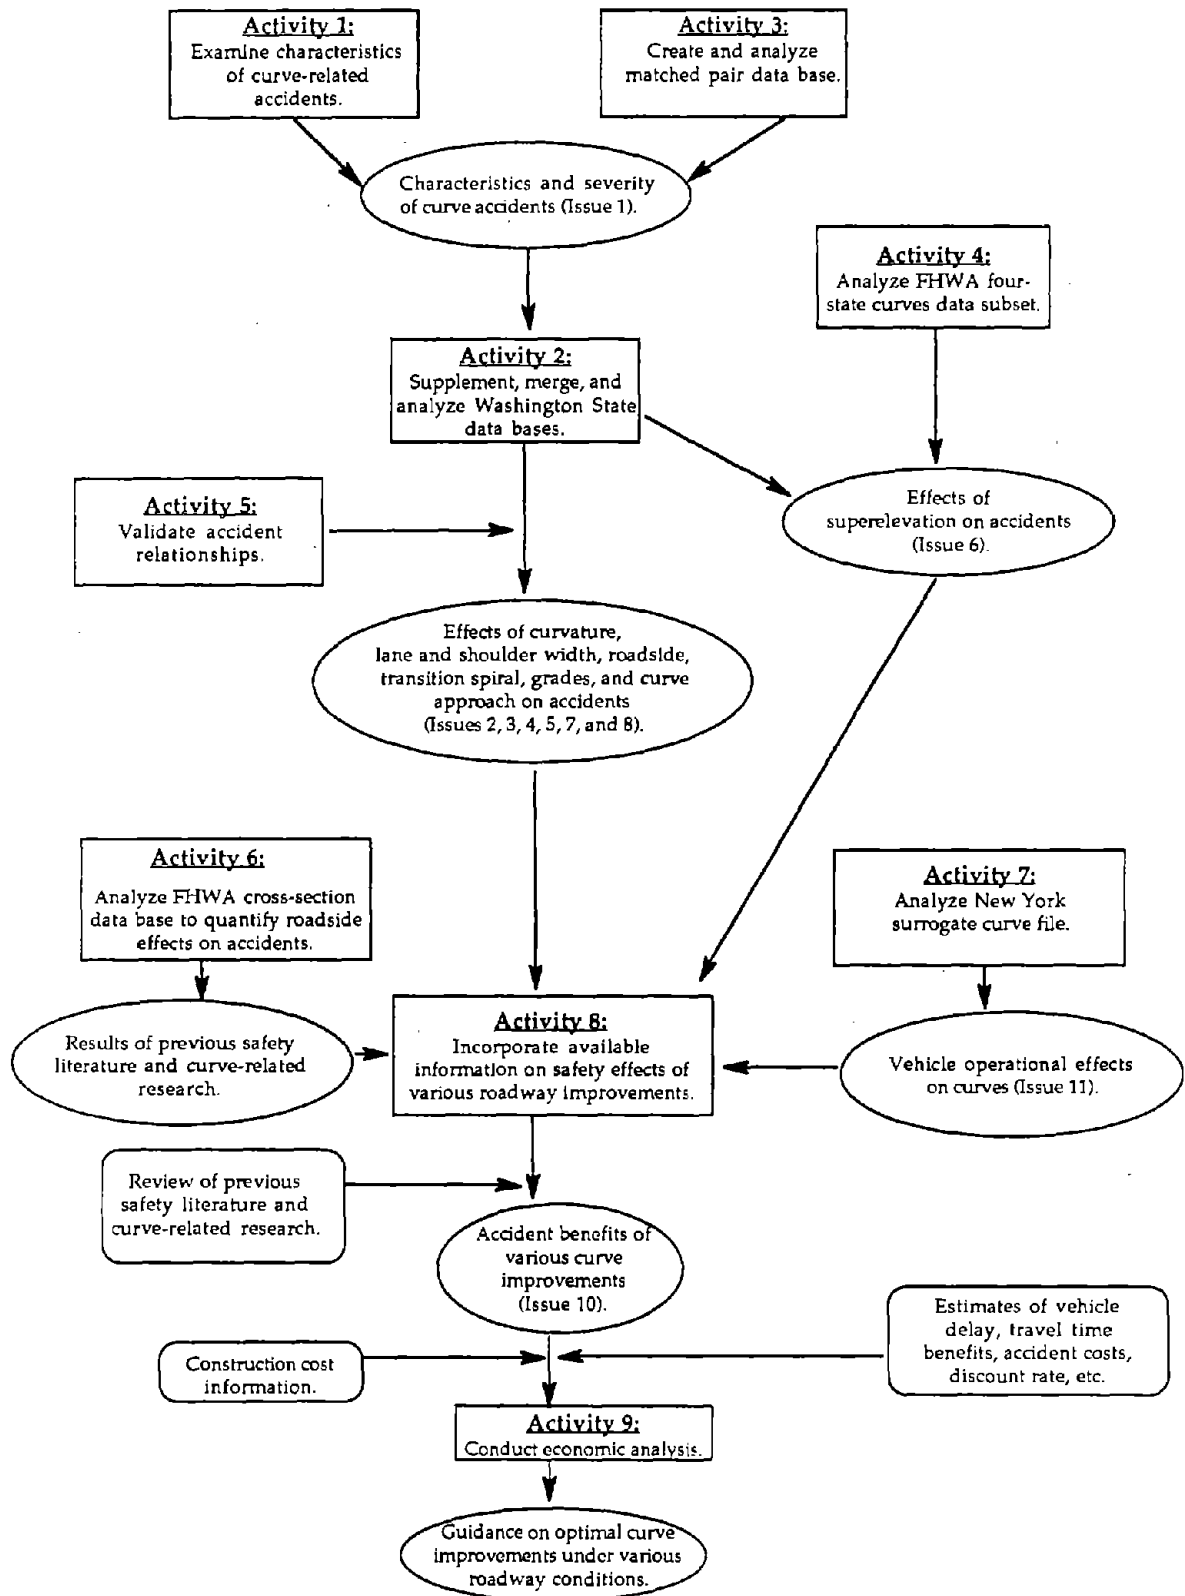 Activity 1:
Examine characteristics
of curve-related
accidents.
Activity 3:
Create and analyze
matched pair data base.
Characteristics and severity
of curve accidents (Issue 1).
Activity 4:
Analyze FHWA four-
state curves data subset.
Activity 2:
Supplement, merge, and
analyze Washington State
data bases.
Activity 5:
Validate accident
relationships.
Effects of
superelevation on accidents
(Issue 6).
Effects of curvature,
lane and shoulder width, roadside,
transition spiral, grades, and curve
approach on accidents
(Issues 2, 3, 4, 5, 7, and 8).
Activity 6:
Analyze FHWA cross-section
data base to quantify roadside
effects on accidents.
Activity 7:
Analyze New York
surrogate curve file.
Results of previous safety
literature and curve-related
research.
Activity 8:
Incorporate available
information on safety effects of
various roadway improvements.
Vehicle operational effects
on curves (Issue 11).
Review of previous
safety literature and
curve-related research.
Accident benefits of
various curve
improvements
(Issue 10).
Estimates of vehicle
delay, travel time
benefits, accident costs,
discount rate, etc.
Construction cost
information.
Activity 9:
Conduct economic analysis.
Guidance on optimal curve
improvements under various
roadway conditions.